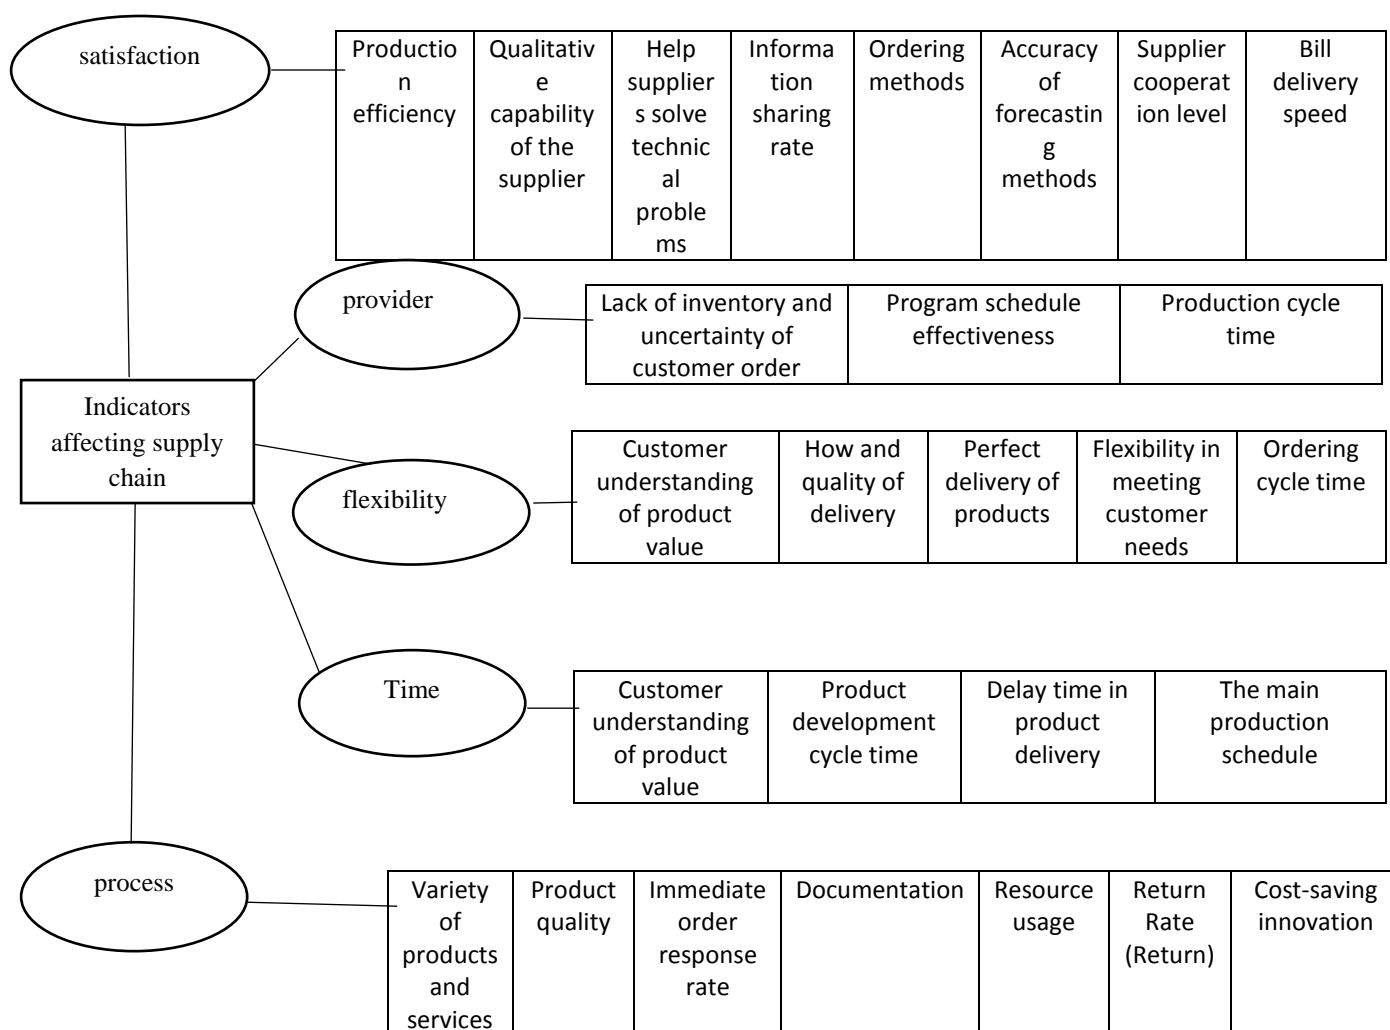 satisfaction
Productio
n
efficiency
Qualitativ
e
capability
of the
supplier
Help
supplier
s solve
technic
al
proble
ms
Informa
tion
sharing
rate
Ordering
methods
Accuracy
of
forecastin
g
methods
Supplier
cooperat
ion level
Bill
delivery
speed
provider
Lack of inventory and
uncertainty of
customer order
Program schedule
effectiveness
Production cycle
time
Indicators
affecting supply
chain
flexibility
Customer
understanding
of product
value
How and
quality of
delivery
Perfect
delivery of
products
Flexibility in
meeting
customer
needs
Ordering
cycle time
Time
Customer
understanding
of product
value
Product
development
cycle time
Delay time in
product
delivery
The main
production
schedule
process
Variety
of
products
and
services
Product
quality
Immediate
order
response
rate
Documentation
Resource
usage
Return
Rate
(Return)
Cost-saving
innovation